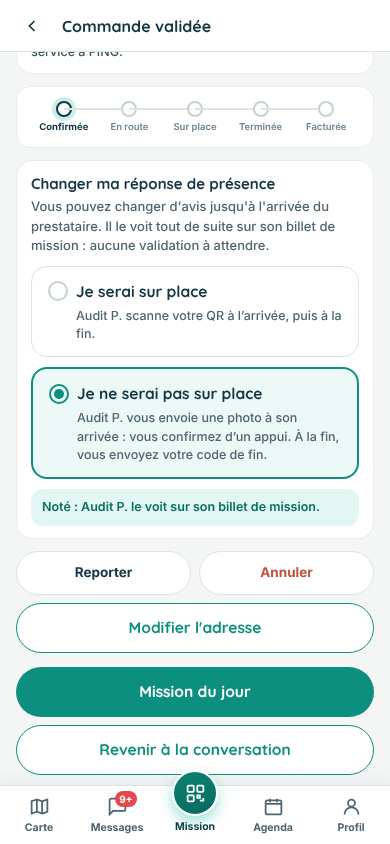 Commande validée
service à PING.
Confirmée
En route
Sur place
Terminée
Facturée
Changer ma réponse de présence
Vous pouvez changer d'avis jusqu'à l'arrivée du
prestataire. Il le voit tout de suite sur son billet de
mission : aucune validation à attendre.
Je serai sur place
Audit P. scanne votre QR à l'arrivée, puis à la
fin.
Je ne serai pas sur place
Audit P. vous envoie une photo à son
arrivée : vous confirmez d'un appui. À la fin,
vous envoyez votre code de fin.
Noté : Audit P. le voit sur son billet de mission.
Reporter
Annuler
Modifier l'adresse
Mission du jour
Revenir à la conversation
9+
Carte
Messages
Mission
Agenda
Profil